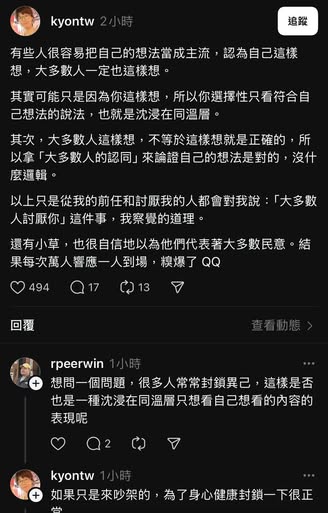 kyontw 2小時
追蹤
有些人很容易把自己的想法當成主流，認為自己這樣
想，大多數人一定也這樣想。
其實可能只是因為你這樣想，所以你選擇性只看符合自
己想法的說法，也就是沈浸在同溫層。
其次，大多數人這樣想，不等於這樣想就是正確的，所
以拿「大多數人的認同」來論證自己的想法是對的，沒什
麼邏輯。
以上只是從我的前任和討厭我的人都會對我說：「大多數
人討厭你」這件事，我察覺的道理。
還有小草，也很自信地以為他們代表著大多數民意。結
果每次萬人響應一人到場，糗爆了 QQ
494 17 13
回覆 查看動態
rpeerwin 1小時
想問一個問題，很多人常常封鎖異己，這樣是否
也是一種沈浸在同溫層只想看自己想看的內容的
表現呢
2
kyontw 1小時
如果只是來吵架的，為了身心健康封鎖一下很正
常